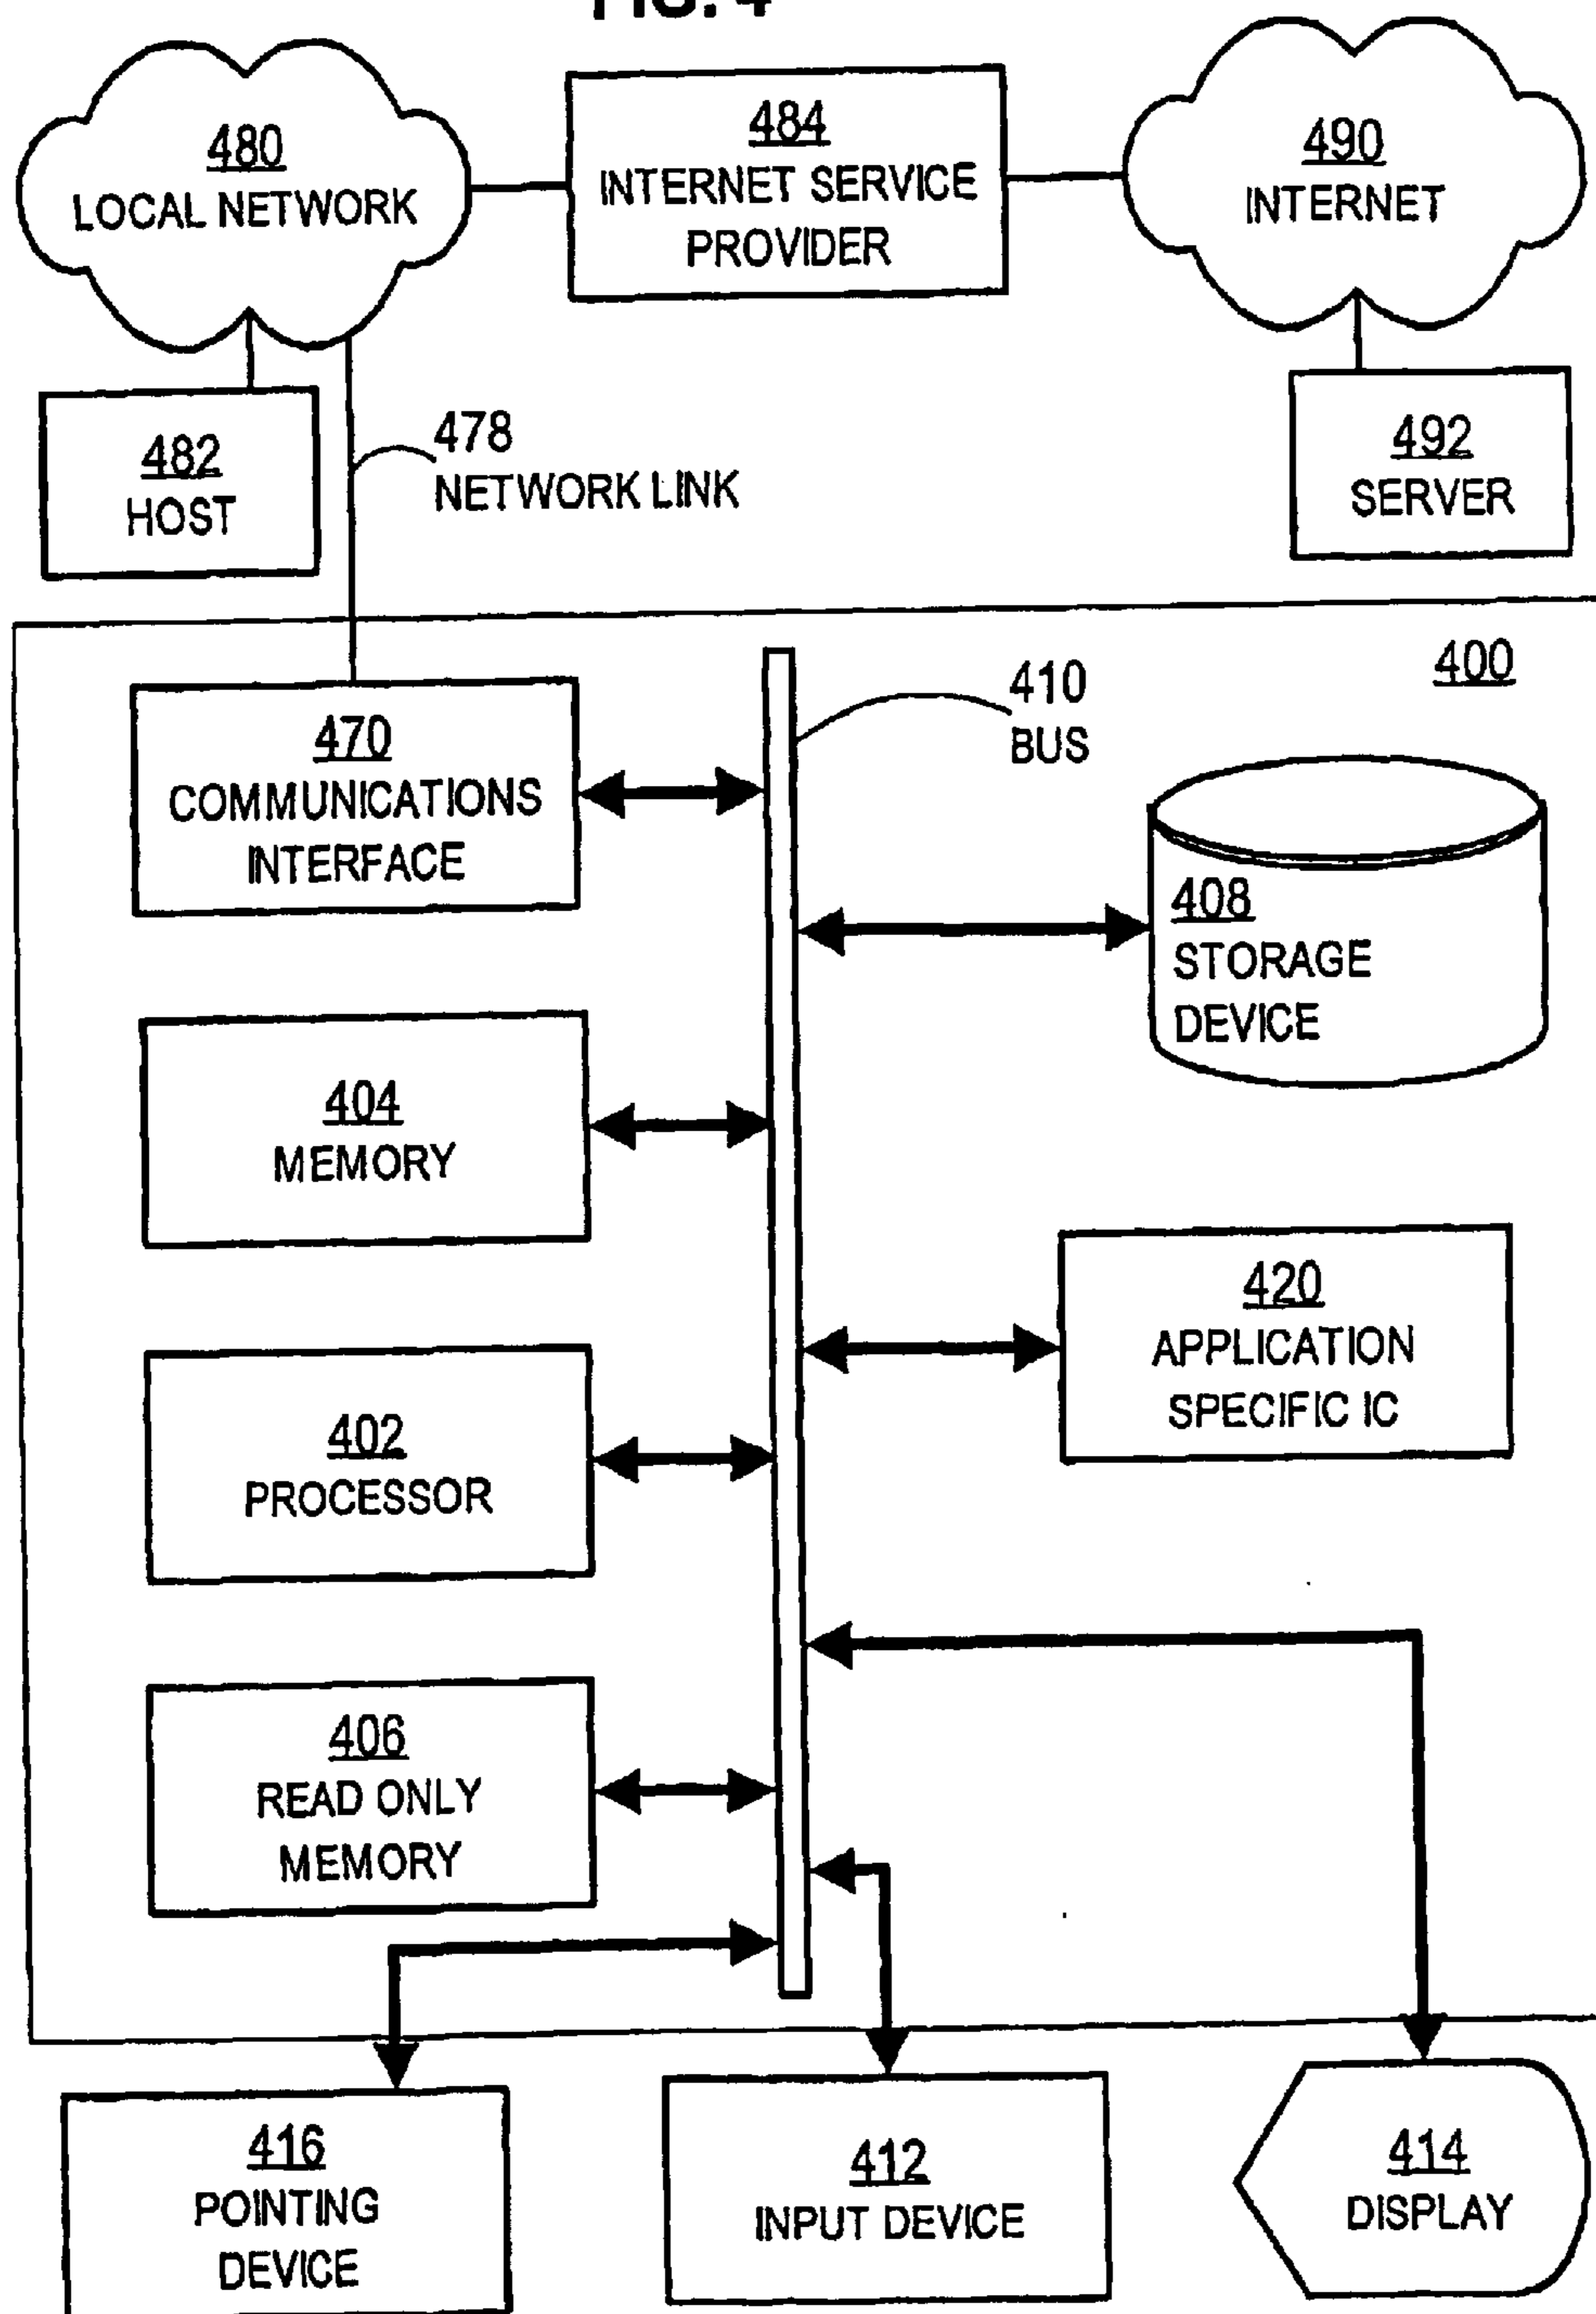 FIG. 4
480
LOCAL NETWORK
484
INTERNET SERVICE
PROVIDER
490
INTERNET
482
HOST
478
NETWORK LINK
492
SERVER
400
410
BUS
470
COMMUNICATIONS
INTERFACE
408
STORAGE
DEVICE
404
MEMORY
420
APPLICATION
SPECIFIC IC
402
PROCESSOR
406
READ ONLY
MEMORY
416
POINTING
DEVICE
412
INPUT DEVICE
414
DISPLAY